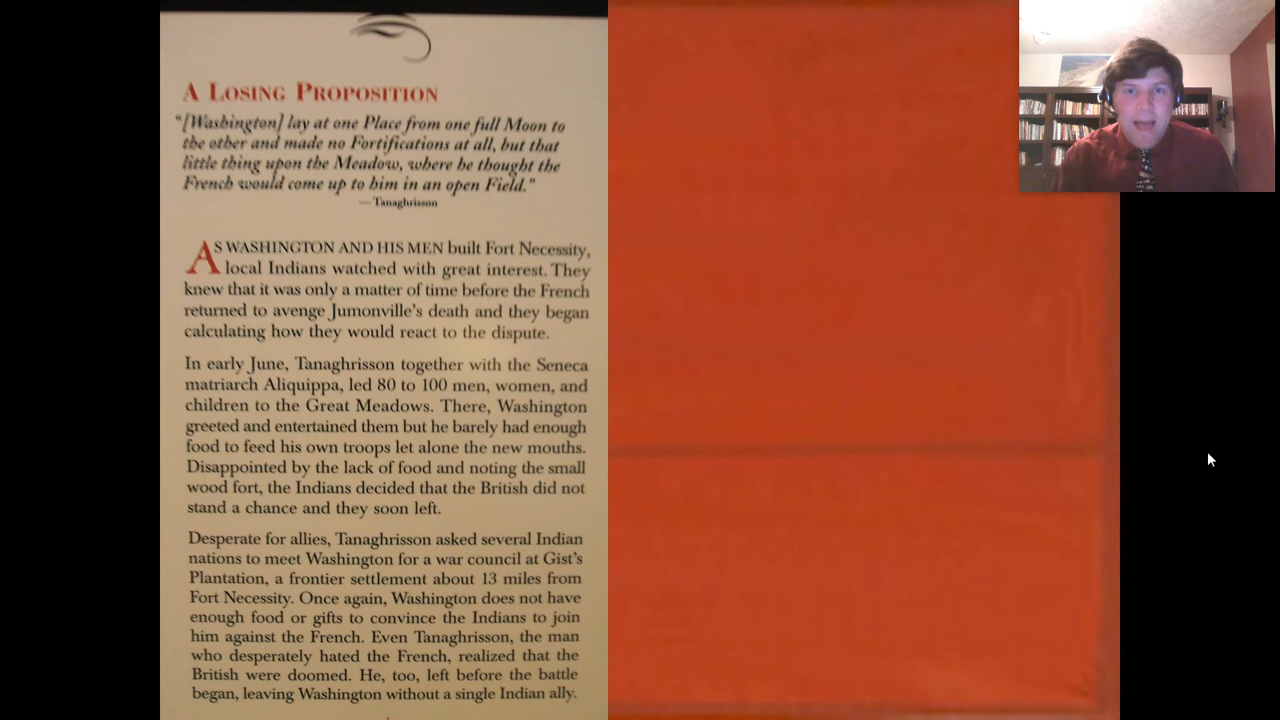 A LOSING PROPOSITION
"[Washington] lay at one Place from one full Moon to
the other and made no Fortifications at all, but that
little thing upon the Meadow, where he thought the
French would come up to him in an open Field."
— Tanaghrisson
AS WASHINGTON AND HIS MEN built Fort Necessity,
local Indians watched with great interest. They
knew that it was only a matter of time before the French
returned to avenge Jumonville's death and they began
calculating how they would react to the dispute.
In early June, Tanaghrisson together with the Seneca
matriarch Aliquippa, led 80 to 100 men, women, and
children to the Great Meadows. There, Washington
greeted and entertained them but he barely had enough
food to feed his own troops let alone the new mouths.
Disappointed by the lack of food and noting the small
wood fort, the Indians decided that the British did not
stand a chance and they soon left.
Desperate for allies, Tanaghrisson asked several Indian
nations to meet Washington for a war council at Gist's
Plantation, a frontier settlement about 13 miles from
Fort Necessity. Once again, Washington does not have
enough food or gifts to convince the Indians to join
him against the French. Even Tanaghrisson, the man
who desperately hated the French, realized that the
British were doomed. He, too, left before the battle
began, leaving Washington without a single Indian ally.